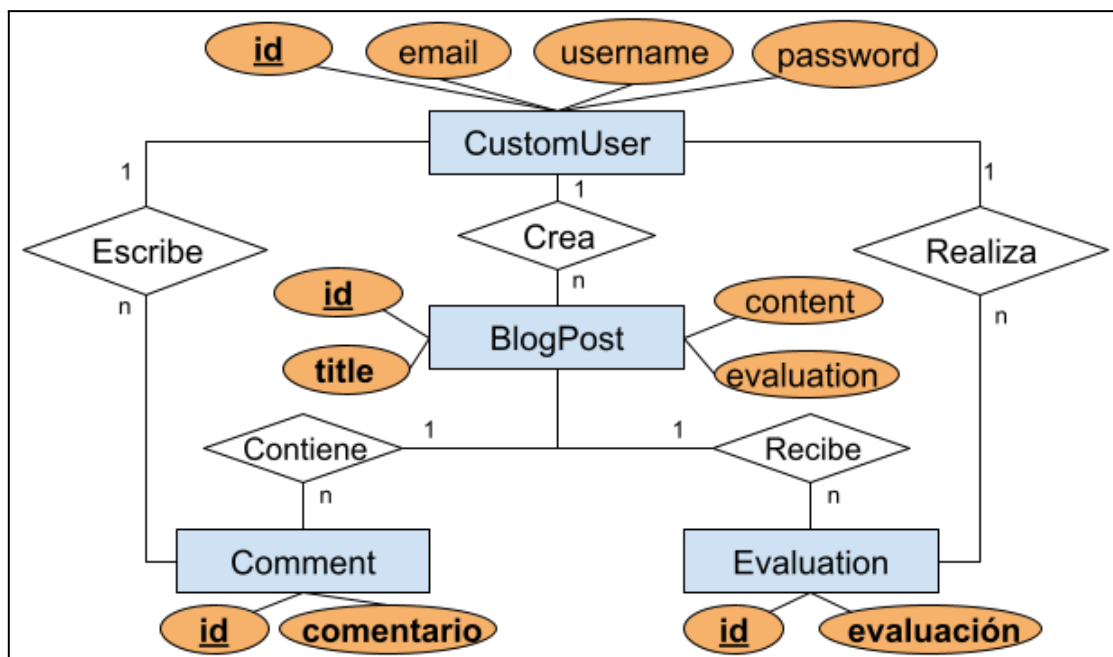 id
email
username
password
CustomUser
1
1
1
Escribe
Crea
Realiza
n
n
n
id
content
BlogPost
title
evaluation
Contiene
1
1
Recibe
n
n
Comment
Evaluation
id
comentario
id
evaluación